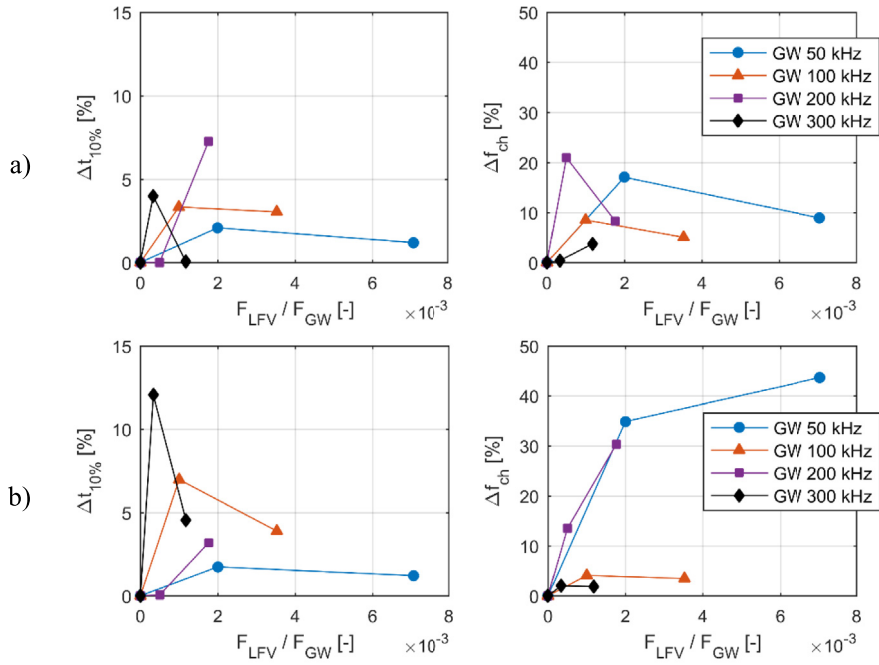 a)
15
10
5
0
Δt10% [%]
0 2 4 6 8
×10-3
FLFV / FGW [-]
50
40
30
20
10
0
Δfch [%]
0 2 4 6 8
×10-3
FLFV / FGW [-]
GW 50 kHz
GW 100 kHz
GW 200 kHz
GW 300 kHz
b)
15
10
5
0
Δt10% [%]
0 2 4 6 8
×10-3
FLFV / FGW [-]
50
40
30
20
10
0
Δfch [%]
0 2 4 6 8
×10-3
FLFV / FGW [-]
GW 50 kHz
GW 100 kHz
GW 200 kHz
GW 300 kHz